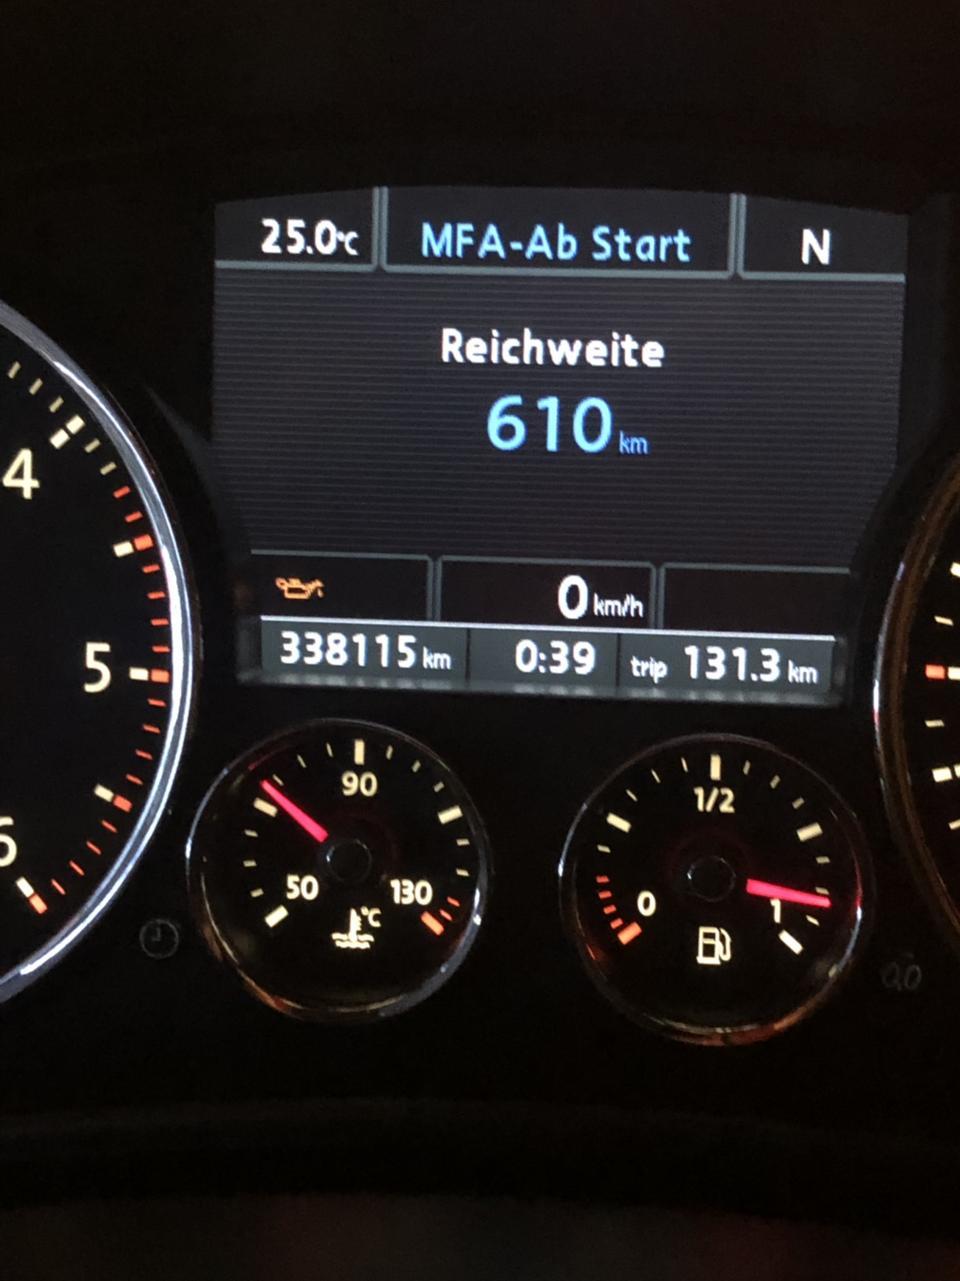 25.0°C MFA-Ab Start N
Reichweite
610 km
0 km/h
338115 km 0:39 trip 131.3 km
4
5
6
90
50 130
°C
1/2
0 1